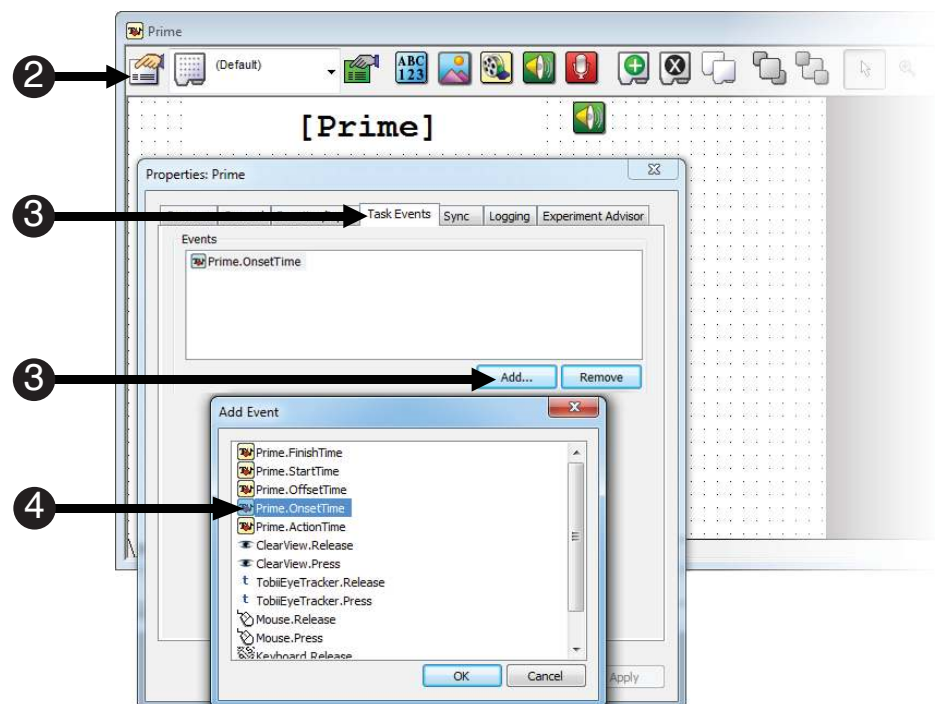 Prime
2
(Default)
ABC
123
[Prime]
Properties: Prime
3
Task Events Sync Logging Experiment Advisor
Events
Prime.OnsetTime
3
Add... Remove
Add Event
Prime.FinishTime
Prime.StartTime
Prime.OffsetTime
4
Prime.OnsetTime
Prime.ActionTime
ClearView.Release
ClearView.Press
TobiiEyeTracker.Release
TobiiEyeTracker.Press
Mouse.Release
Mouse.Press
Keyboard.Release
OK Cancel Apply